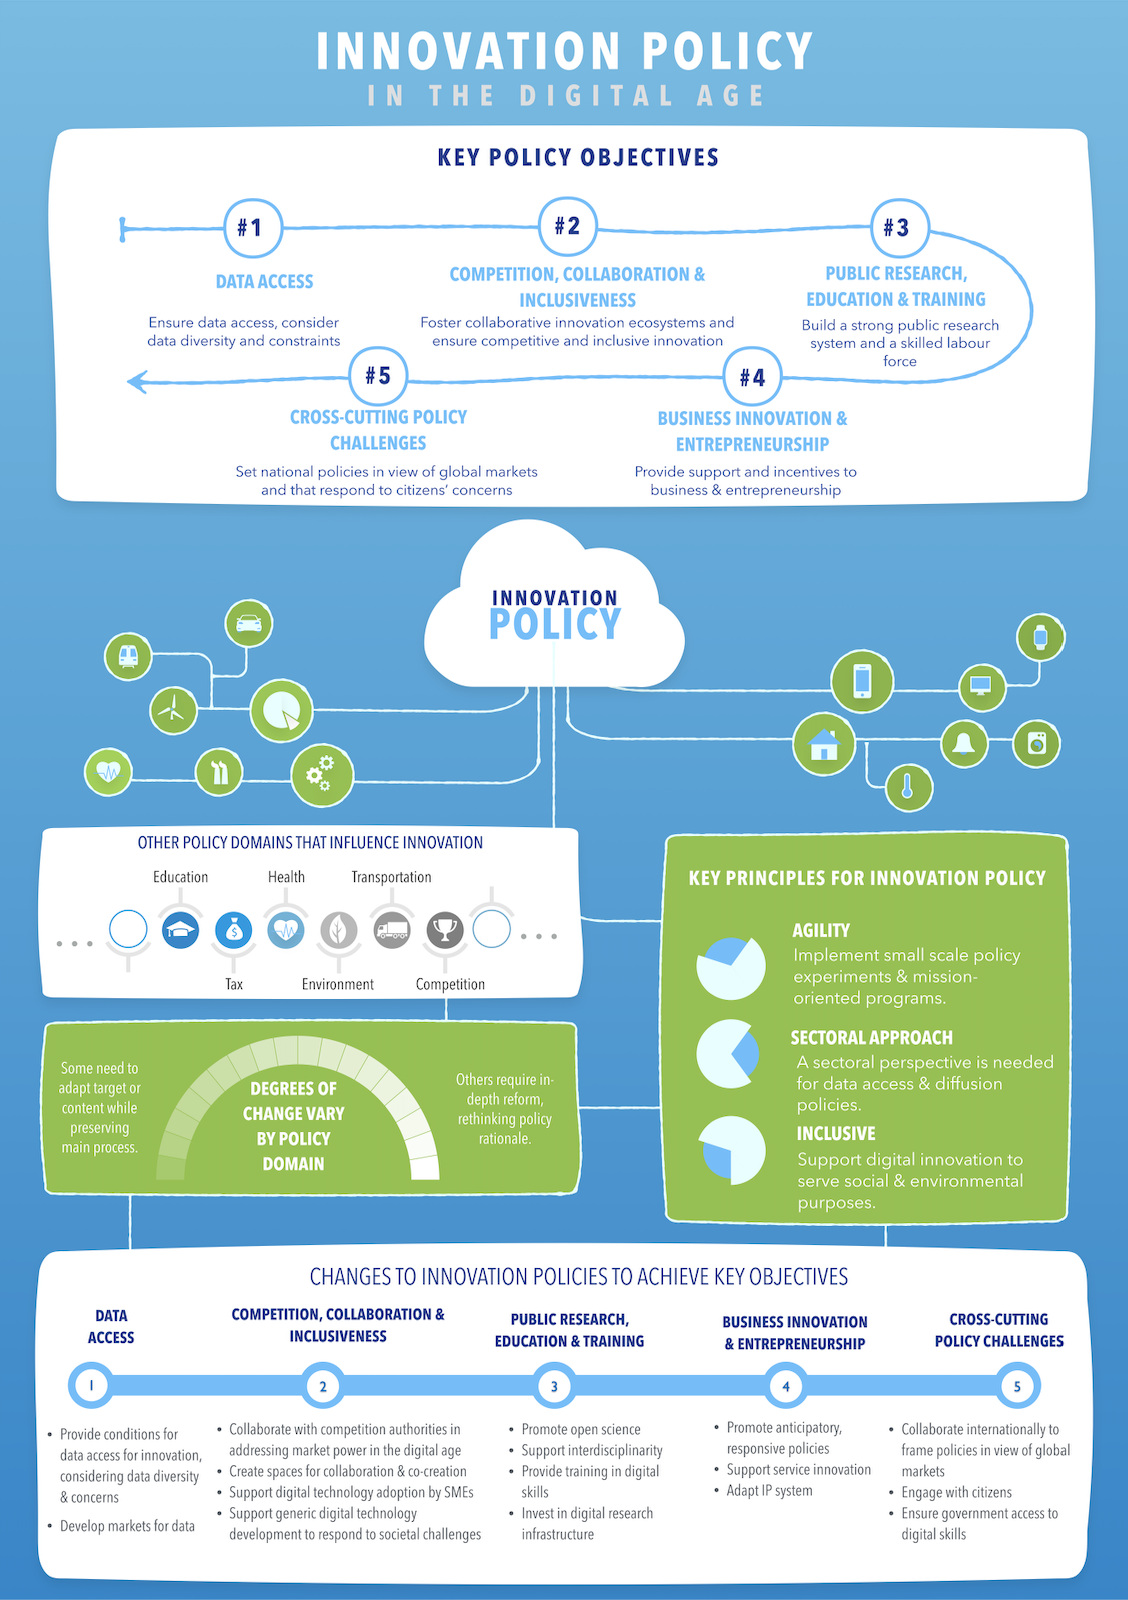 INNOVATION POLICY
IN THE DIGITAL AGE
KEY POLICY OBJECTIVES
#1
DATA ACCESS
Ensure data access, consider
data diversity and constraints
#2
COMPETITION, COLLABORATION &
INCLUSIVENESS
Foster collaborative innovation ecosystems and
ensure competitive and inclusive innovation
#3
PUBLIC RESEARCH,
EDUCATION & TRAINING
Build a strong public research
system and a skilled labour
force
#4
BUSINESS INNOVATION &
ENTREPRENEURSHIP
Provide support and incentives to
business & entrepreneurship
#5
CROSS-CUTTING POLICY
CHALLENGES
Set national policies in view of global markets
and that respond to citizens' concerns
INNOVATION
POLICY
OTHER POLICY DOMAINS THAT INFLUENCE INNOVATION
Education
Health
Transportation
Tax
Environment
Competition
Some need to
adapt target or
content while
preserving
main process.
DEGREES OF
CHANGE VARY
BY POLICY
DOMAIN
Others require in-
depth reform,
rethinking policy
rationale.
KEY PRINCIPLES FOR INNOVATION POLICY
AGILITY
Implement small scale policy
experiments & mission-
oriented programs.
SECTORAL APPROACH
A sectoral perspective is needed
for data access & diffusion
policies.
INCLUSIVE
Support digital innovation to
serve social & environmental
purposes.
CHANGES TO INNOVATION POLICIES TO ACHIEVE KEY OBJECTIVES
DATA
ACCESS
1
• Provide conditions for
data access for innovation,
considering data diversity
& concerns
• Develop markets for data
COMPETITION, COLLABORATION &
INCLUSIVENESS
2
• Collaborate with competition authorities in
addressing market power in the digital age
• Create spaces for collaboration & co-creation
• Support digital technology adoption by SMEs
• Support generic digital technology
development to respond to societal challenges
PUBLIC RESEARCH,
EDUCATION & TRAINING
3
• Promote open science
• Support interdisciplinarity
• Provide training in digital
skills
• Invest in digital research
infrastructure
BUSINESS INNOVATION
& ENTREPRENEURSHIP
4
• Promote anticipatory,
responsive policies
• Support service innovation
• Adapt IP system
CROSS-CUTTING
POLICY CHALLENGES
5
• Collaborate internationally to
frame policies in view of global
markets
• Engage with citizens
• Ensure government access to
digital skills